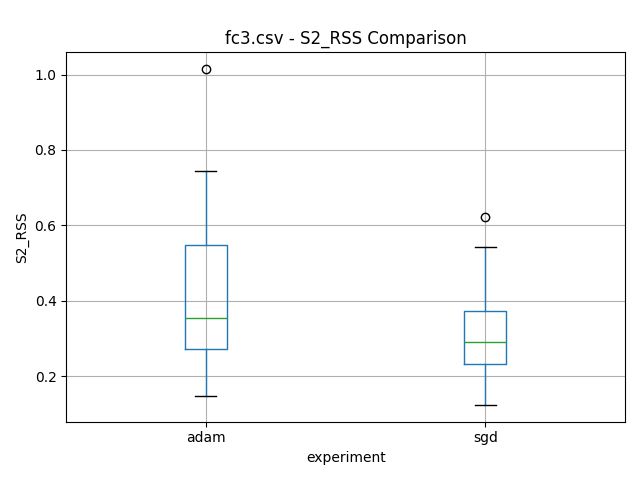 fc3.csv - S2_RSS Comparison
S2_RSS
1.0
0.8
0.6
0.4
0.2
adam
sgd
experiment